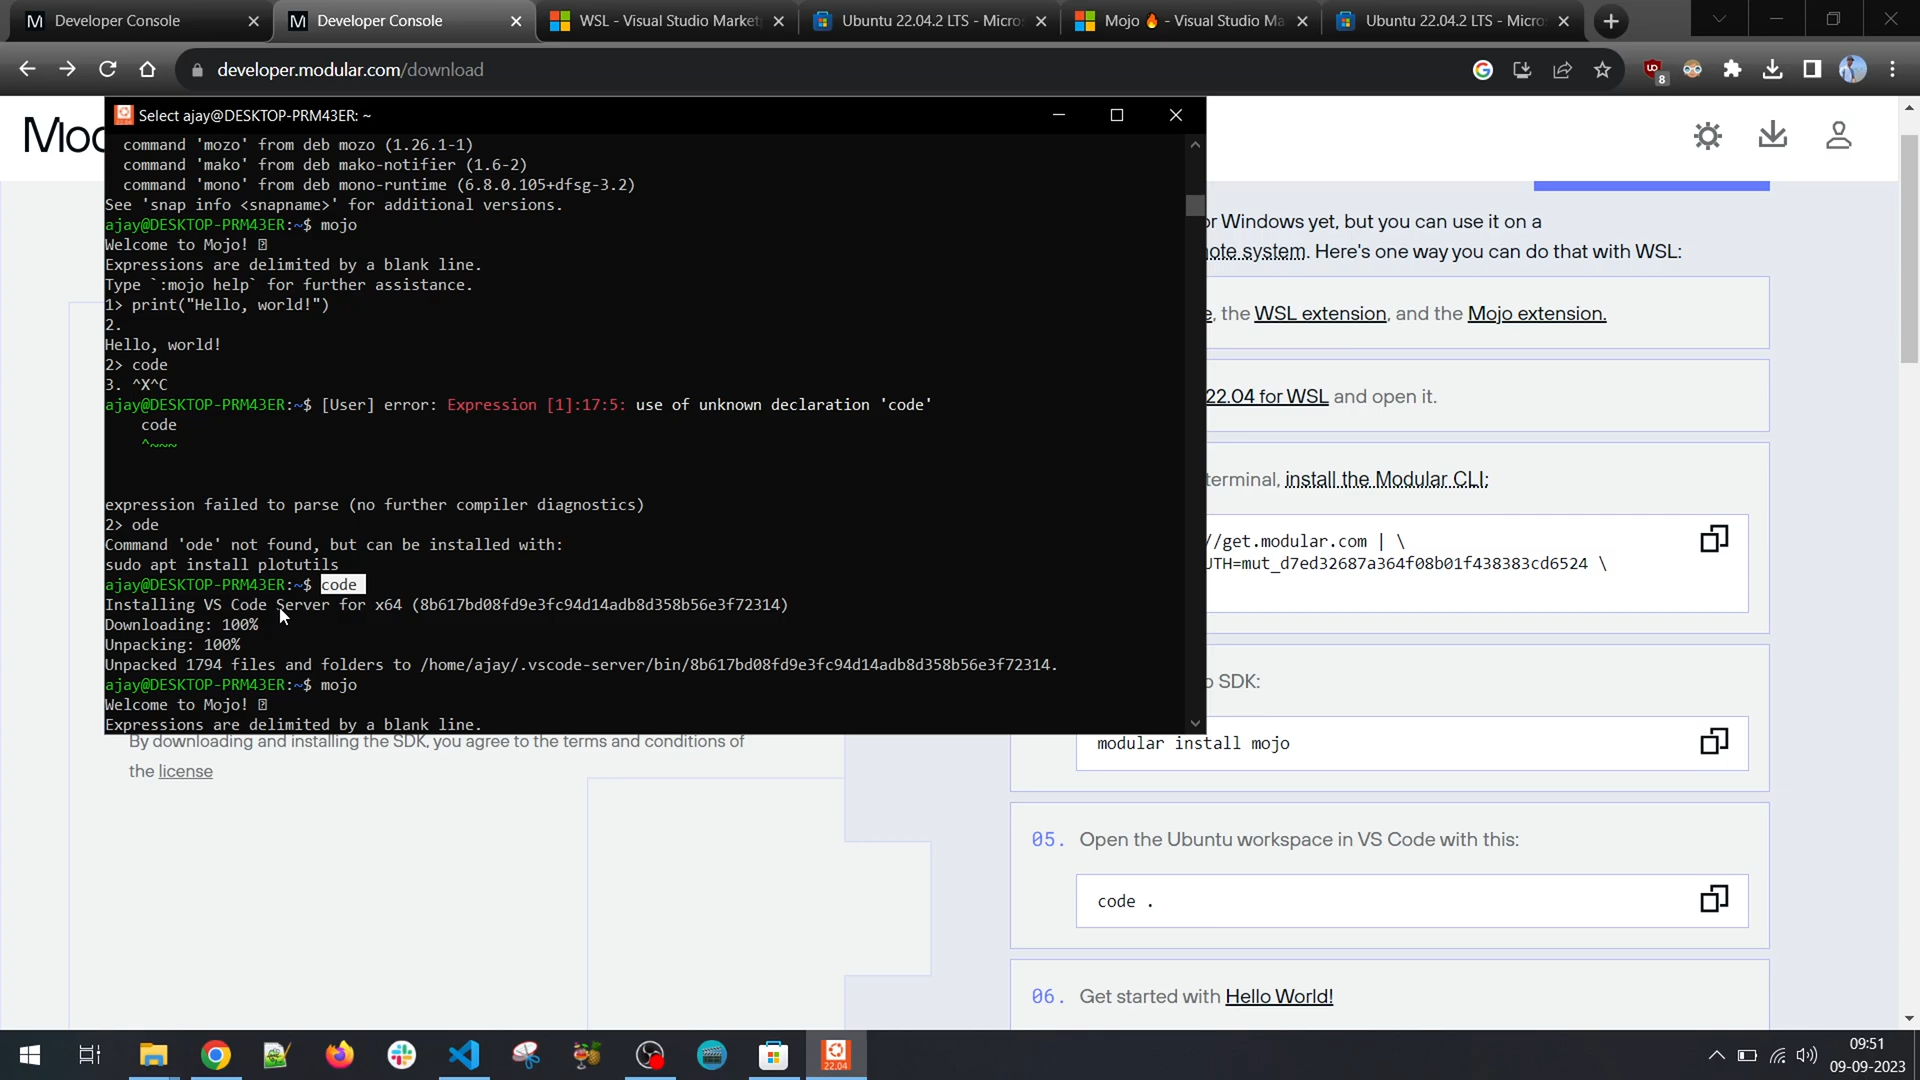 Developer Console
Developer Console
WSL - Visual Studio Market
Ubuntu 22.04.2 LTS - Micro
Mojo 🔥 - Visual Studio Ma
Ubuntu 22.04.2 LTS - Micro
developer.modular.com/download
8
Select ajay@DESKTOP-PRM43ER: ~
command 'mozo' from deb mozo (1.26.1-1)
command 'mako' from deb mako-notifier (1.6-2)
command 'mono' from deb mono-runtime (6.8.0.105+dfsg-3.2)
See 'snap info <snapname>' for additional versions.
ajay@DESKTOP-PRM43ER:~$ mojo
Welcome to Mojo!
Expressions are delimited by a blank line.
Type `:mojo help` for further assistance.
1> print("Hello, world!")
2.
Hello, world!
2> code
3. ^X^C
ajay@DESKTOP-PRM43ER:~$ [User] error: Expression [1]:17:5: use of unknown declaration 'code'
code
^~~~
expression failed to parse (no further compiler diagnostics)
2> ode
Command 'ode' not found, but can be installed with:
sudo apt install plotutils
ajay@DESKTOP-PRM43ER:~$ code
Installing VS Code Server for x64 (8b617bd08fd9e3fc94d14adb8d358b56e3f72314)
Downloading: 100%
Unpacking: 100%
Unpacked 1794 files and folders to /home/ajay/.vscode-server/bin/8b617bd08fd9e3fc94d14adb8d358b56e3f72314.
ajay@DESKTOP-PRM43ER:~$ mojo
Welcome to Mojo!
Expressions are delimited by a blank line.
By downloading and installing the SDK, you agree to the terms and conditions of
the license
or Windows yet, but you can use it on a
ote system. Here's one way you can do that with WSL:
e, the WSL extension, and the Mojo extension.
22.04 for WSL and open it.
terminal, install the Modular CLI:
//get.modular.com | \
UTH=mut_d7ed32687a364f08b01f438383cd6524 \
o SDK:
modular install mojo
05. Open the Ubuntu workspace in VS Code with this:
code .
06. Get started with Hello World!
22.04
09:51
09-09-2023